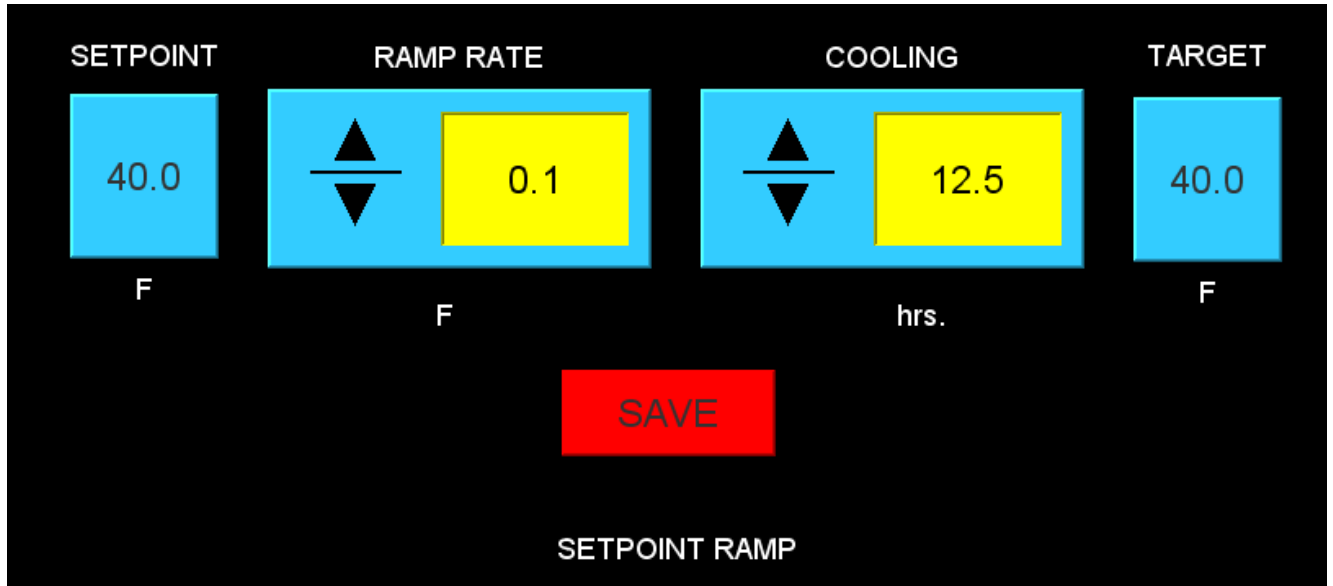 SETPOINT RAMP RATE COOLING TARGET
40.0 0.1 12.5 40.0
F F hrs. F
SAVE
SETPOINT RAMP